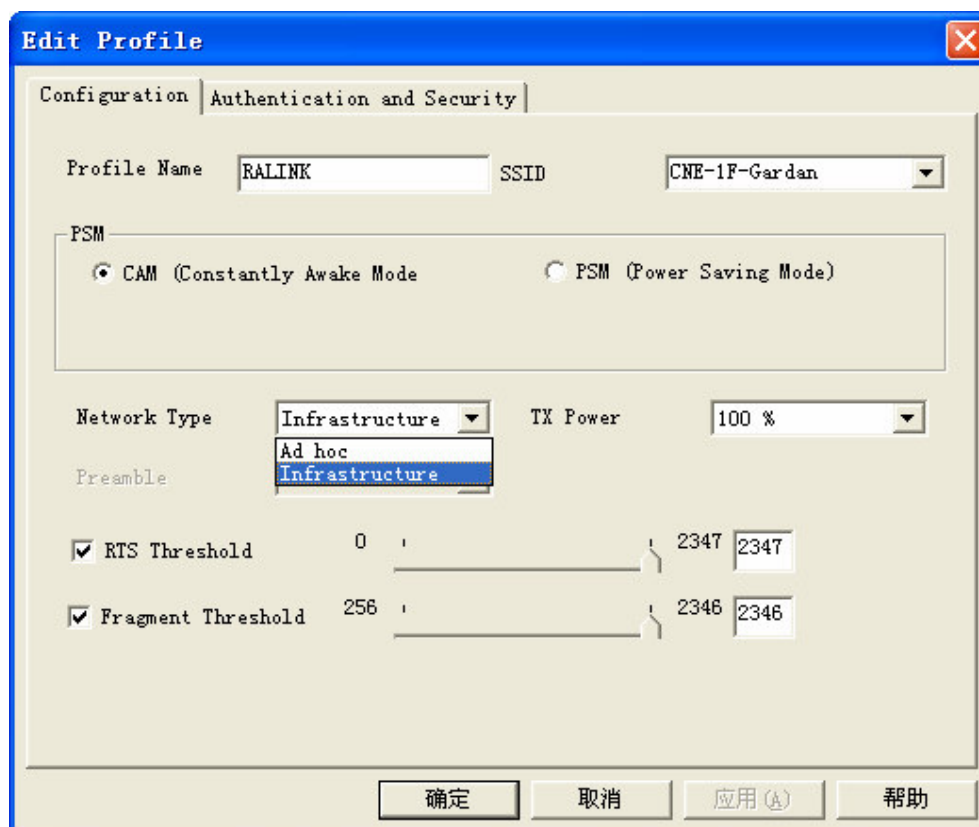 Edit Profile
Configuration Authentication and Security
Profile Name RALINK SSID CNE-1F-Gardan
PSM
CAM (Constantly Awake Mode PSM (Power Saving Mode)
Network Type Infrastructure TX Power 100 %
Ad hoc
Infrastructure
Preamble
RTS Threshold 0 2347 2347
Fragment Threshold 256 2346 2346
确定 取消 应用(A) 帮助